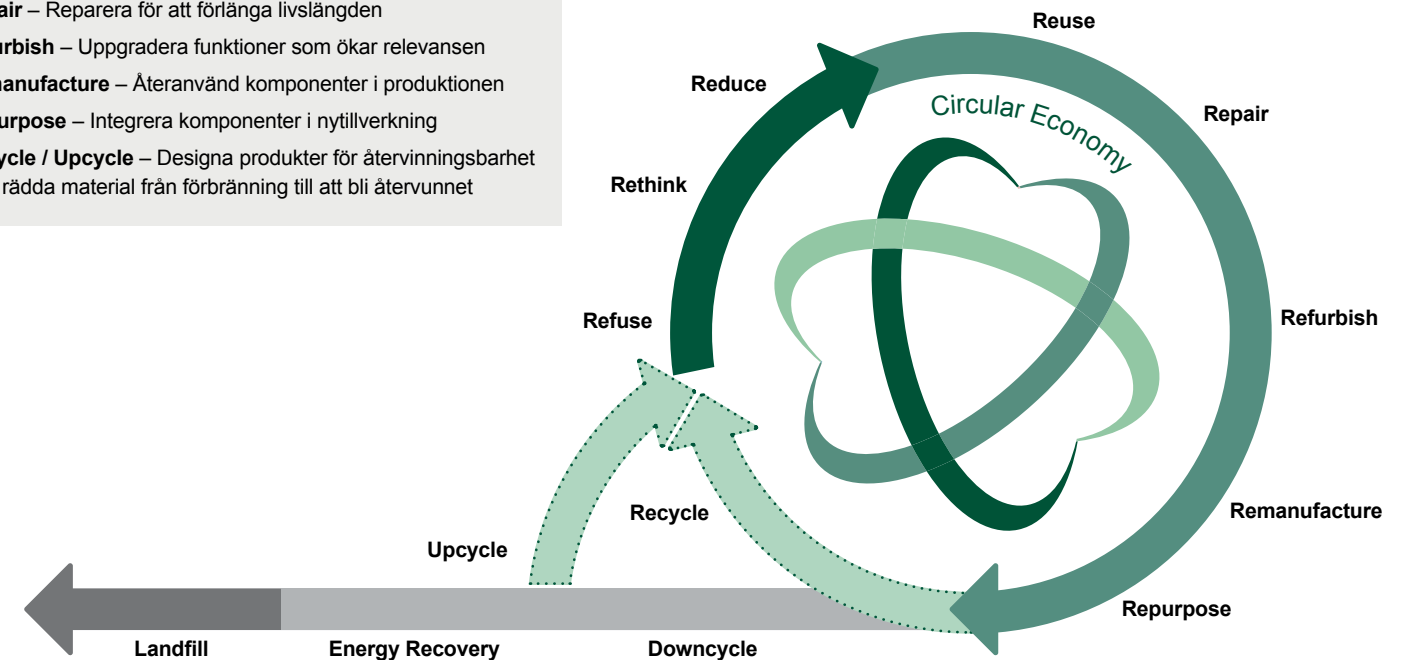 air – Reparera för att förlänga livslängden
urbish – Uppgradera funktioner som ökar relevansen
manufacture – Återanvänd komponenter i produktionen
urpose – Integrera komponenter i nytillverkning
ycle / Upcycle – Designa produkter för återvinningsbarhet
rädda material från förbränning till att bli återvunnet
Reuse
Reduce
Circular Economy
Repair
Rethink
Refuse
Refurbish
Recycle
Remanufacture
Upcycle
Repurpose
Landfill
Energy Recovery
Downcycle